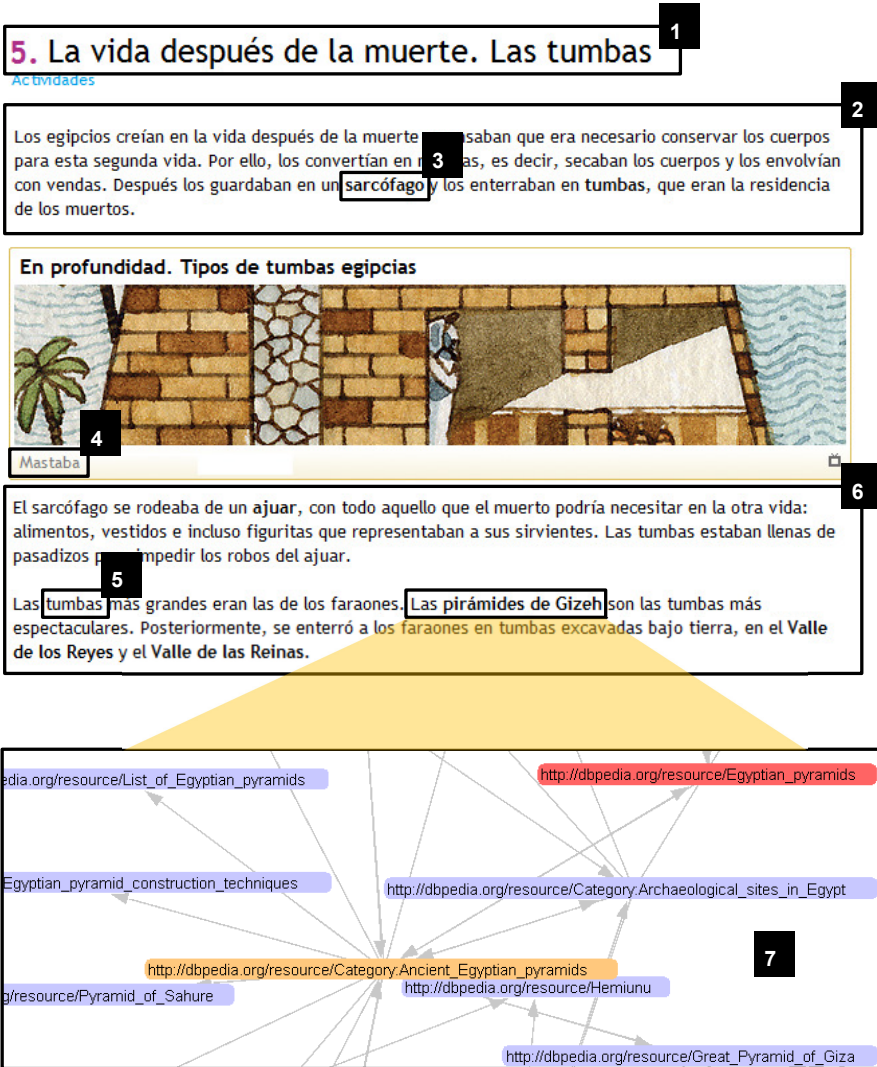 1
5. La vida después de la muerte. Las tumbas
Actividades
2
Los egipcios creían en la vida después de la muerte saban que era necesario conservar los cuerpos
3
para esta segunda vida. Por ello, los convertían en as, es decir, secaban los cuerpos y los envolvían
con vendas. Después los guardaban en un sarcófago y los enterraban en tumbas, que eran la residencia
de los muertos.
En profundidad. Tipos de tumbas egipcias
4
Mastaba
6
El sarcófago se rodeaba de un ajuar, con todo aquello que el muerto podría necesitar en la otra vida:
alimentos, vestidos e incluso figuritas que representaban a sus sirvientes. Las tumbas estaban llenas de
pasadizos impedir los robos del ajuar.
5
Las tumbas más grandes eran las de los faraones. Las pirámides de Gizeh son las tumbas más
espectaculares. Posteriormente, se enterró a los faraones en tumbas excavadas bajo tierra, en el Valle
de los Reyes y el Valle de las Reinas.
edia.org/resource/List_of_Egyptian_pyramids
http://dbpedia.org/resource/Egyptian_pyramids
Egyptian_pyramid_construction_techniques
http://dbpedia.org/resource/Category:Archaeological_sites_in_Egypt
7
http://dbpedia.org/resource/Category:Ancient_Egyptian_pyramids
g/resource/Pyramid_of_Sahure
http://dbpedia.org/resource/Hemiunu
http://dbpedia.org/resource/Great_Pyramid_of_Giza